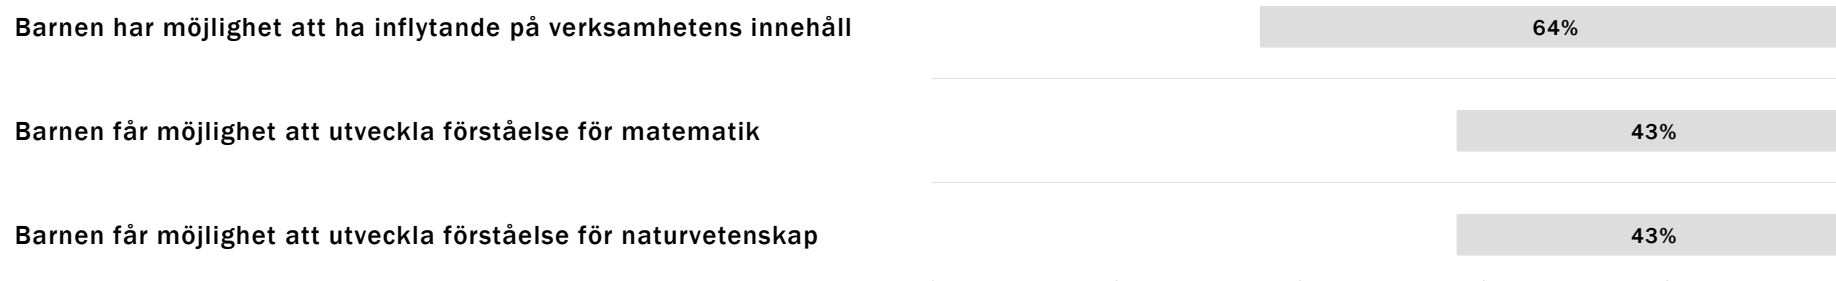 Barnen har möjlighet att ha inflytande på verksamhetens innehåll 64%
Barnen får möjlighet att utveckla förståelse för matematik 43%
Barnen får möjlighet att utveckla förståelse för naturvetenskap 43%